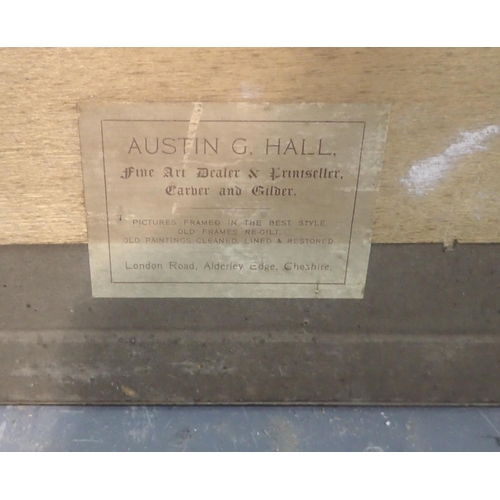 AUSTIN G. HALL,
Fine Art Dealer & Printseller,
Carver and Gilder.
PICTURES FRAMED IN THE BEST STYLE
OLD FRAMES RE-GILT.
OLD PAINTINGS CLEANED, LINED & RESTORED
London Road, Alderley Edge, Cheshire.